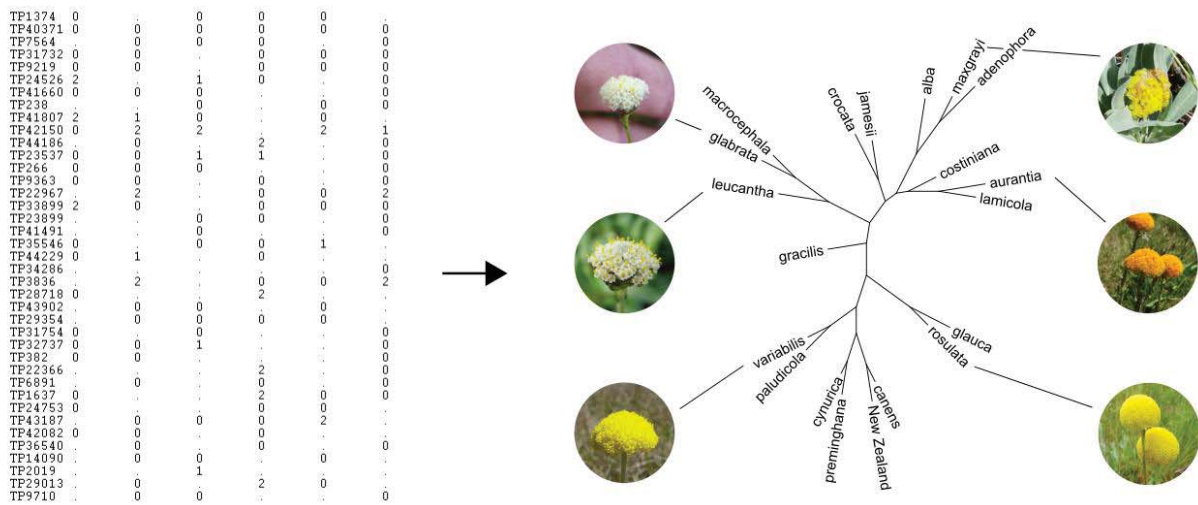 TP1374 0 . 0 0 0 .
TP40371 0 0 0 0 0 0
TP7564 . 0 0 0 . 0
TP31732 0 0 . . 0 0
TP9219 0 . 0 0 0 0
TP24526 2 . 1 0 . 0
TP41660 0 0 0 . . 0
TP238 . . 0 . 0 0
TP41807 2 1 0 . . 0
TP42150 0 2 2 . 2 1
TP44186 . 0 . 2 . 0
TP23537 0 0 1 1 . 0
TP266 0 0 0 . . 0
TP9363 0 0 . 0 0 0
TP22967 . 2 . 0 0 2
TP33899 2 0 . 0 0 0
TP23899 . . 0 0 . 0
TP41491 . . 0 . . 0
TP35546 0 . 0 0 1 .
TP44229 0 1 . 0 . .
TP34286 . . . . . 0
TP3836 . 2 . 0 0 2
TP28718 0 . . 2 . .
TP43902 . 0 0 . . 0
TP29354 . 0 0 0 0 .
TP31754 0 0 . . . 0
TP32737 0 0 1 . . 0
TP382 0 0 . . . 0
TP22366 . . . 2 . 0
TP6891 . 0 0 0 . 0
TP1637 . . . 2 0 0
TP24753 . . . 0 0 .
TP43187 . 0 0 0 2 .
TP42082 0 0 . 0 . .
TP36540 . 0 . 0 . 0
TP14090 . 0 . 0 0 .
TP2019 . . 1 . . .
TP29013 . . . 2 0 .
TP9710 . 0 0 . . 0
macrocephala
glabrata
leucantha
crocata
jamesii
alba
maxgrayi
adenophora
costiniana
aurantia
lamicola
gracilis
glauca
rosulata
variabilis
paludicola
cynurica
preminghana
canens
New Zealand